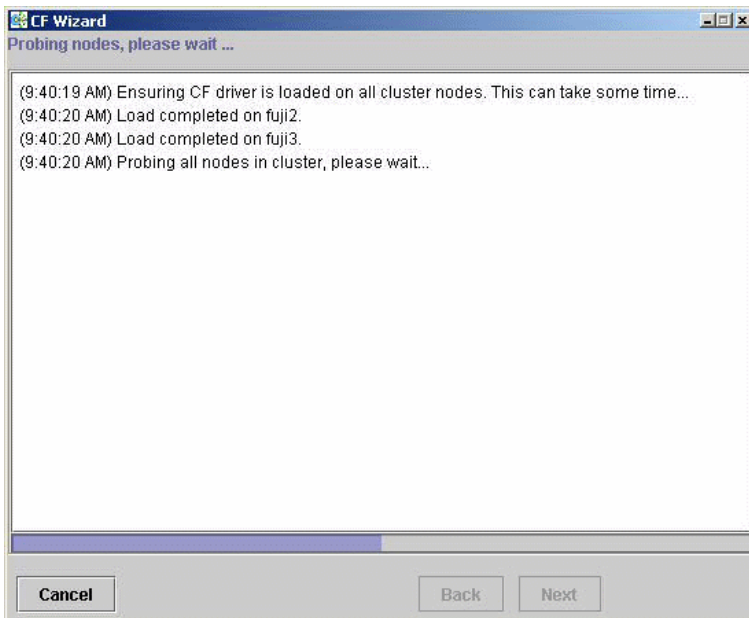 CF Wizard
Probing nodes, please wait ...
(9:40:19 AM) Ensuring CF driver is loaded on all cluster nodes. This can take some time...
(9:40:20 AM) Load completed on fuji2.
(9:40:20 AM) Load completed on fuji3.
(9:40:20 AM) Probing all nodes in cluster, please wait...
Cancel Back Next